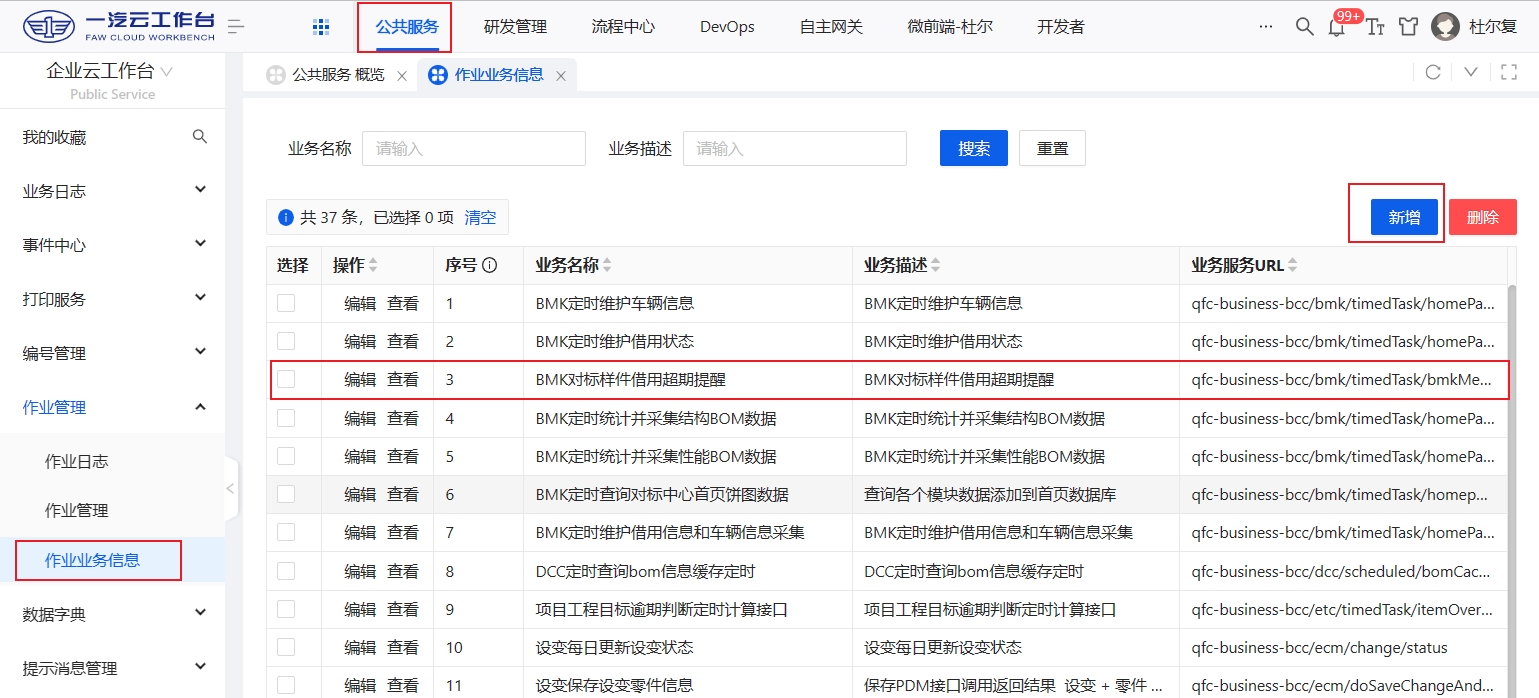 一汽云工作台
FAW CLOUD WORKBENCH
公共服务 研发管理 流程中心 DevOps 自主网关 微前端-杜尔 开发者 ... 99+ 杜尔复
企业云工作台
Public Service
公共服务 概览 作业业务信息
我的收藏
业务日志
事件中心
打印服务
编号管理
作业管理
作业日志
作业管理
作业业务信息
数据字典
提示消息管理
业务名称 请输入 业务描述 请输入 搜索 重置
共 37 条，已选择 0 项 清空 新增 删除
选择 操作 序号 业务名称 业务描述 业务服务URL
编辑 查看 1 BMK定时维护车辆信息 BMK定时维护车辆信息 qfc-business-bcc/bmk/timedTask/homePa...
编辑 查看 2 BMK定时维护借用状态 BMK定时维护借用状态 qfc-business-bcc/bmk/timedTask/homePa...
编辑 查看 3 BMK对标样件借用超期提醒 BMK对标样件借用超期提醒 qfc-business-bcc/bmk/timedTask/bmkMe...
编辑 查看 4 BMK定时统计并采集结构BOM数据 BMK定时统计并采集结构BOM数据 qfc-business-bcc/bmk/timedTask/homePa...
编辑 查看 5 BMK定时统计并采集性能BOM数据 BMK定时统计并采集性能BOM数据 qfc-business-bcc/bmk/timedTask/homePa...
编辑 查看 6 BMK定时查询对标中心首页饼图数据 查询各个模块数据添加到首页数据库 qfc-business-bcc/bmk/timedTask/homep...
编辑 查看 7 BMK定时维护借用信息和车辆信息采集 BMK定时维护借用信息和车辆信息采集 qfc-business-bcc/bmk/timedTask/homePa...
编辑 查看 8 DCC定时查询bom信息缓存定时 DCC定时查询bom信息缓存定时 qfc-business-bcc/dcc/scheduled/bomCac...
编辑 查看 9 项目工程目标逾期判断定时计算接口 项目工程目标逾期判断定时计算接口 qfc-business-bcc/etc/timedTask/itemOver...
编辑 查看 10 设变每日更新设变状态 设变每日更新设变状态 qfc-business-bcc/ecm/change/status
编辑 查看 11 设变保存设变零件信息 保存PDM接口调用返回结果 设变 + 零件 ... qfc-business-bcc/ecm/doSaveChangeAnd...